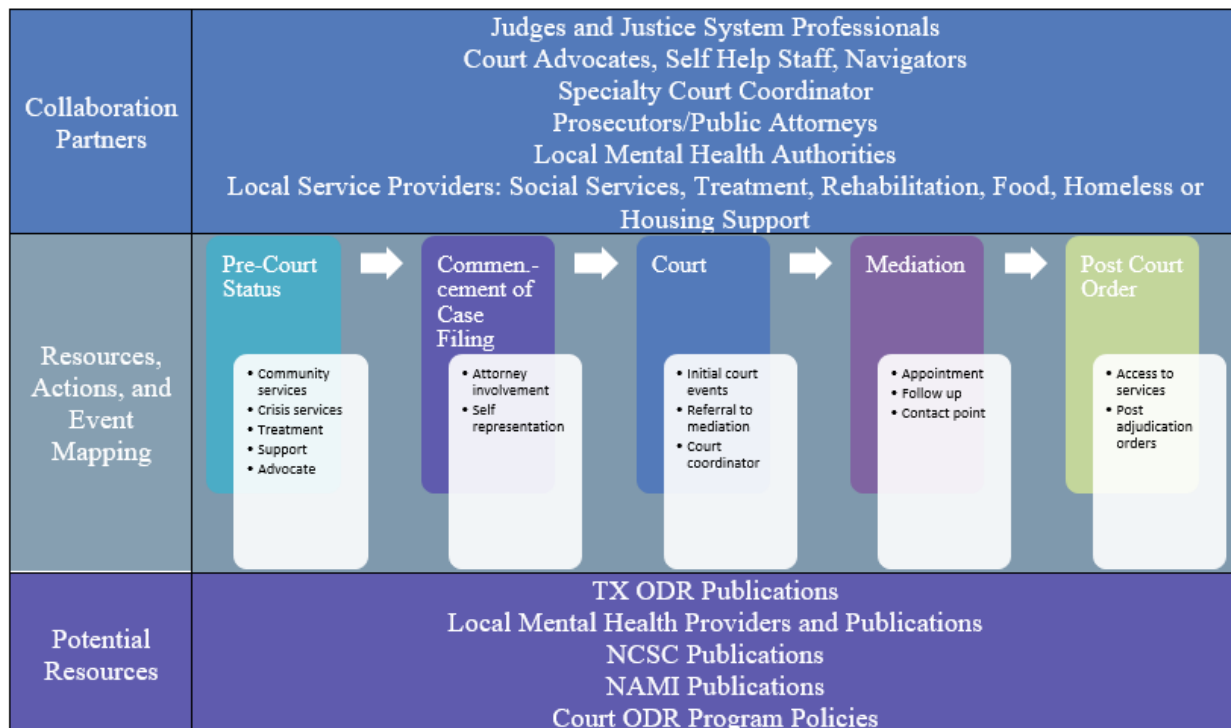 Collaboration
Partners
Judges and Justice System Professionals
Court Advocates, Self Help Staff, Navigators
Specialty Court Coordinator
Prosecutors/Public Attorneys
Local Mental Health Authorities
Local Service Providers: Social Services, Treatment, Rehabilitation, Food, Homeless or
Housing Support
Resources,
Actions, and
Event
Mapping
Pre-Court
Status
• Community
services
• Crisis services
• Treatment
• Support
• Advocate
Commen.-
cement of
Case
Filing
• Attorney
involvement
• Self
representation
Court
• Initial court
events
• Referral to
mediation
• Court
coordinator
Mediation
• Appointment
• Follow up
• Contact point
Post Court
Order
• Access to
services
• Post
adjudication
orders
Potential
Resources
TX ODR Publications
Local Mental Health Providers and Publications
NCSC Publications
NAMI Publications
Court ODR Program Policies